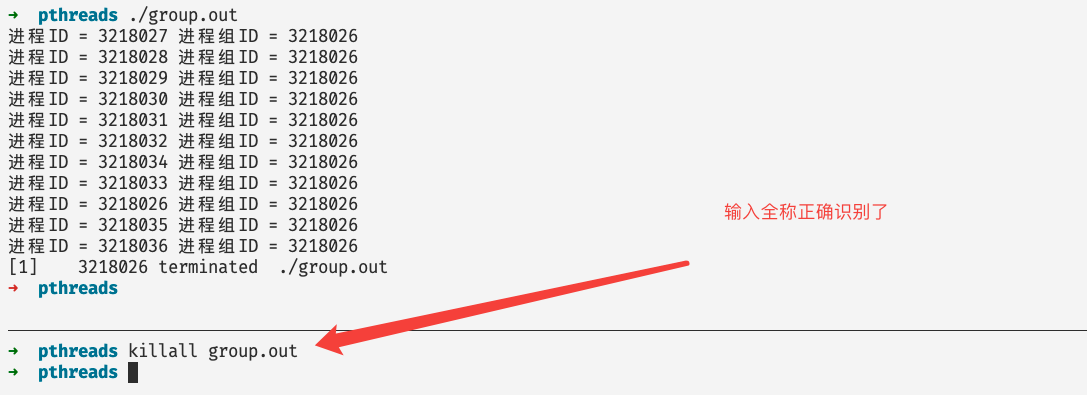 ➜ pthreads ./group.out
进程ID = 3218027 进程组ID = 3218026
进程ID = 3218028 进程组ID = 3218026
进程ID = 3218029 进程组ID = 3218026
进程ID = 3218030 进程组ID = 3218026
进程ID = 3218031 进程组ID = 3218026
进程ID = 3218032 进程组ID = 3218026
进程ID = 3218034 进程组ID = 3218026
进程ID = 3218033 进程组ID = 3218026
进程ID = 3218026 进程组ID = 3218026
进程ID = 3218035 进程组ID = 3218026
进程ID = 3218036 进程组ID = 3218026
[1]    3218026 terminated  ./group.out
➜ pthreads
输入全称正确识别了
➜ pthreads killall group.out
➜ pthreads